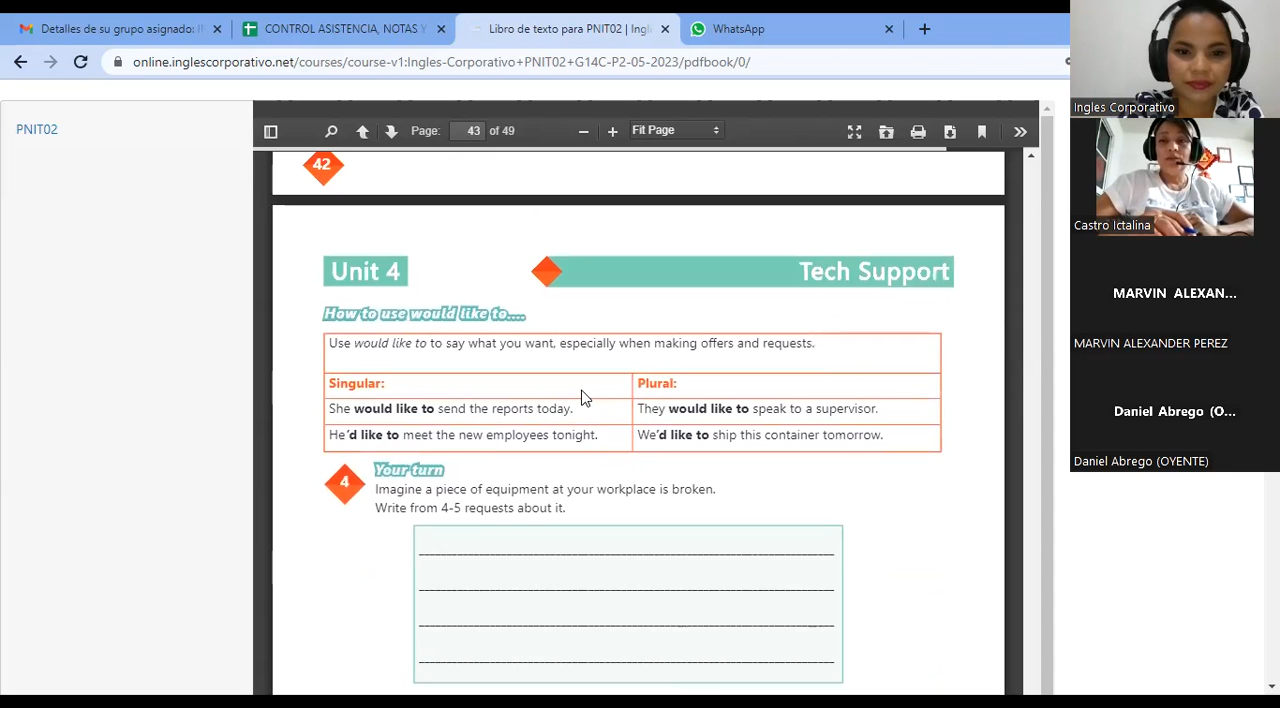 Detalles de su grupo asignado: I
CONTROL ASISTENCIA, NOTAS Y
Libro de texto para PNIT02 | Ingl
WhatsApp
online.inglescorporativo.net/courses/course-v1:Ingles-Corporativo+PNIT02+G14C-P2-05-2023/pdfbook/0/
PNIT02
Page: 43 of 49
Fit Page
42
Unit 4
Tech Support
How to use would like to....
Use would like to to say what you want, especially when making offers and requests.
Singular: Plural:
She would like to send the reports today. They would like to speak to a supervisor.
He'd like to meet the new employees tonight. We'd like to ship this container tomorrow.
4
Your turn
Imagine a piece of equipment at your workplace is broken.
Write from 4-5 requests about it.
Ingles Corporativo
Castro Ictalina
MARVIN ALEXAN...
MARVIN ALEXANDER PEREZ
Daniel Abrego (O...
Daniel Abrego (OYENTE)